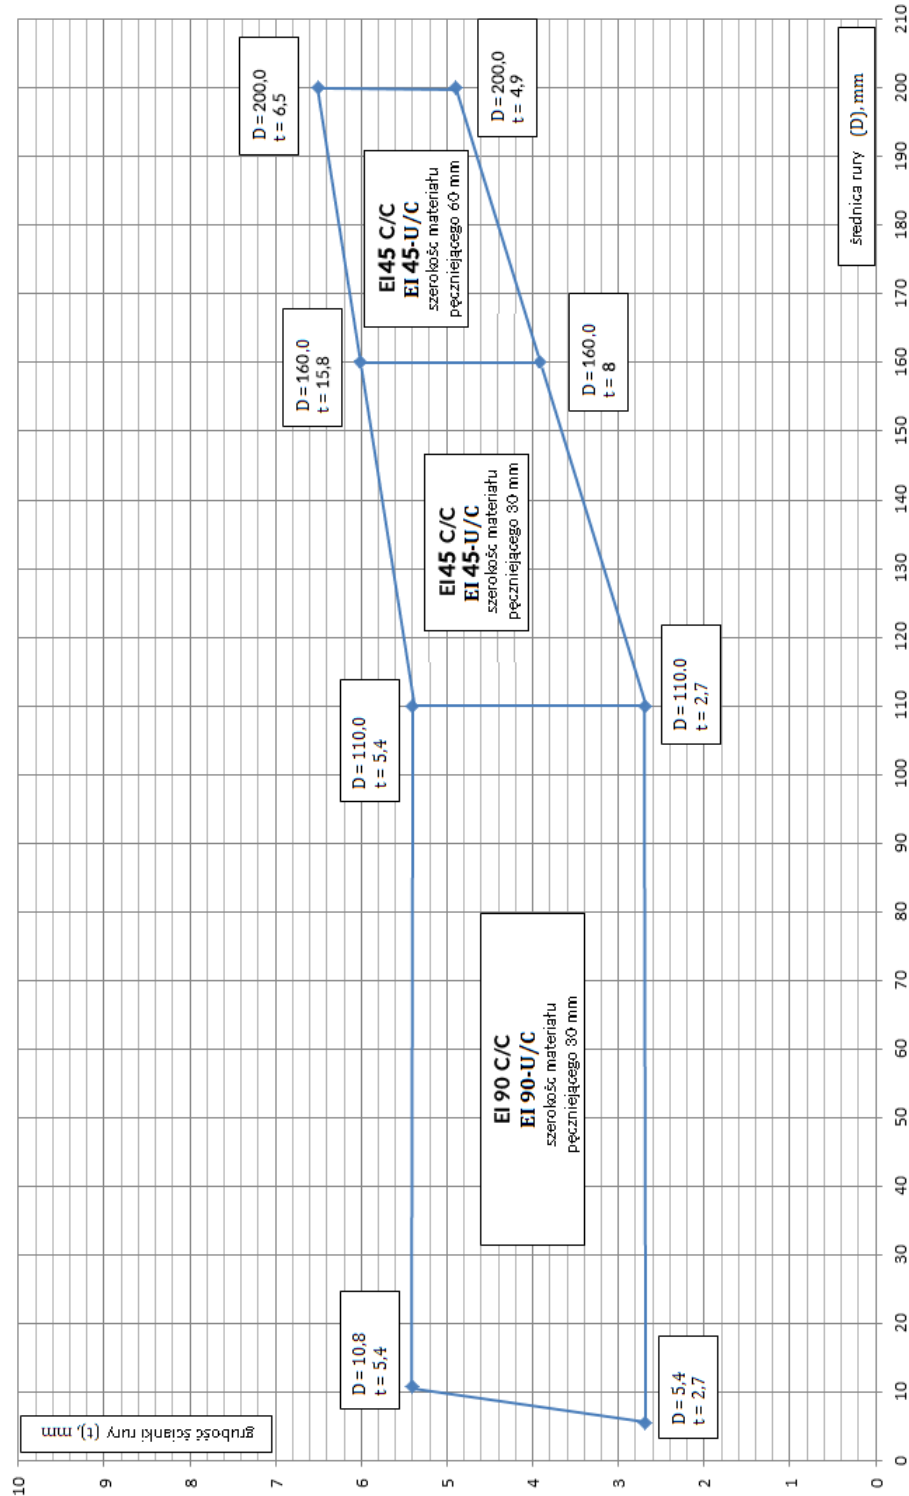 grubość ścianki rury (t), mm
10
9
8
7
6
5
4
3
2
1
0
D = 10,8
t = 5,4
D = 5,4
t = 2,7
EI 90 C/C
EI 90-U/C
szerokość materiału
pęczniejącego 30 mm
D = 110,0
t = 5,4
D = 110.0
t = 2,7
EI45 C/C
EI 45-U/C
szerokość materiału
pęczniejącego 30 mm
D = 160,0
t = 15,8
D = 160,0
t = 8
EI45 C/C
EI 45-U/C
szerokość materiału
pęczniejącego 60 mm
D = 200,0
t = 6,5
D = 200,0
t = 4,9
średnica rury (D), mm
0 10 20 30 40 50 60 70 80 90 100 110 120 130 140 150 160 170 180 190 200 210